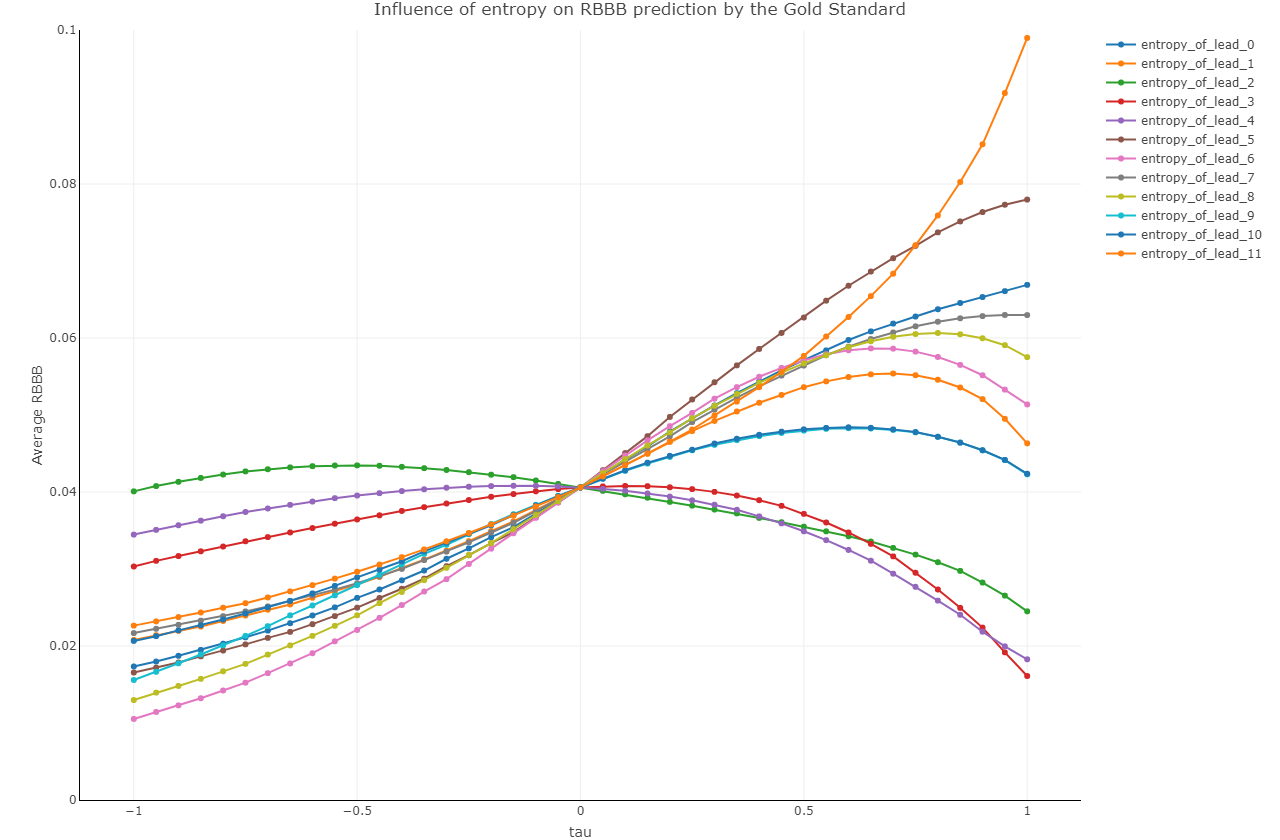 Influence of entropy on RBBB prediction by the Gold Standard
0.1
0.08
0.06
0.04
0.02
0
Average RBBB
−1
−0.5
0
0.5
1
tau
entropy_of_lead_0
entropy_of_lead_1
entropy_of_lead_2
entropy_of_lead_3
entropy_of_lead_4
entropy_of_lead_5
entropy_of_lead_6
entropy_of_lead_7
entropy_of_lead_8
entropy_of_lead_9
entropy_of_lead_10
entropy_of_lead_11